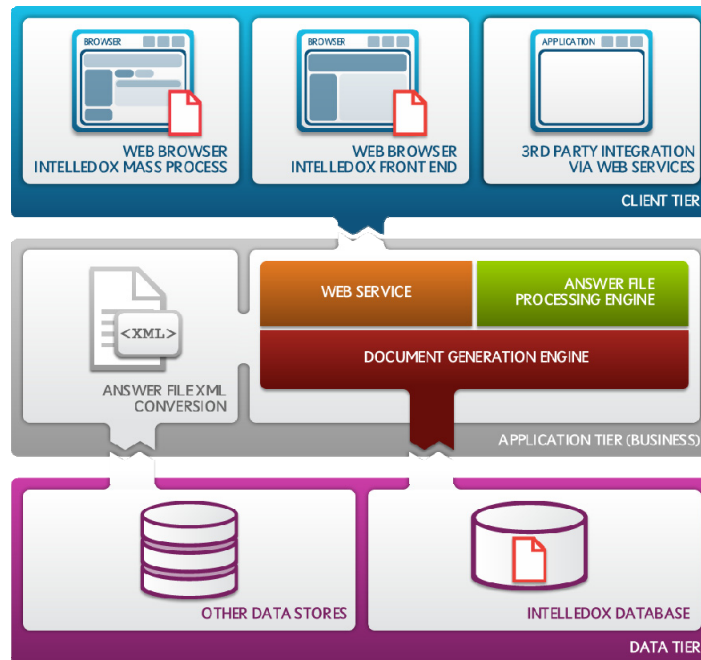 BROWSER
BROWSER
APPLICATION
WEB BROWSER
INTELLEDOX MASS PROCESS
WEB BROWSER
INTELLEDOX FRONT END
3RD PARTY INTEGRATION
VIA WEB SERVICES
CLIENT TIER
WEB SERVICE
ANSWER FILE
PROCESSING ENGINE
<XML>
DOCUMENT GENERATION ENGINE
ANSWER FILE XML
CONVERSION
APPLICATION TIER (BUSINESS)
OTHER DATA STORES
INTELLEDOX DATABASE
DATA TIER